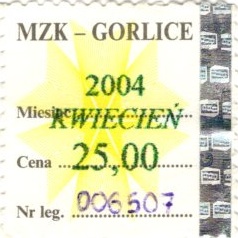 MZK – GORLICE
2004
Miesiąc KWIECIEŃ
Cena 25,00
Nr leg. 006507